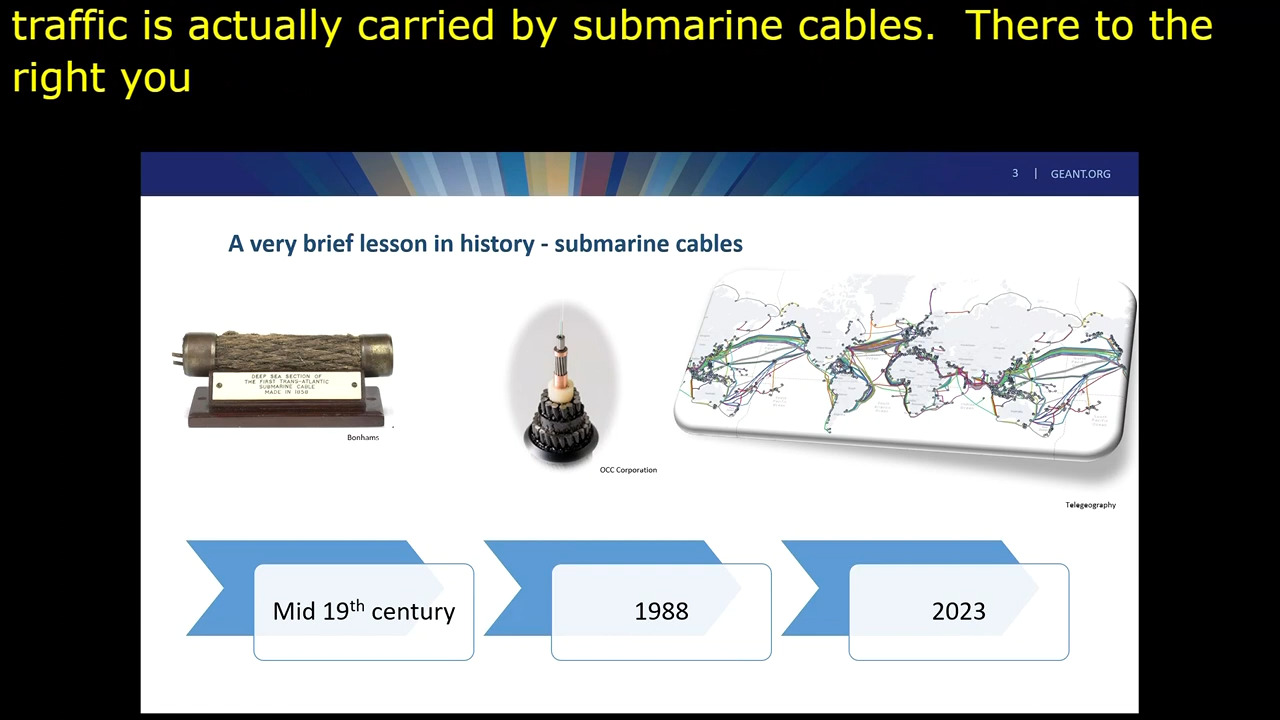 traffic is actually carried by submarine cables.  There to the
right you
3 | GEANT.ORG
A very brief lesson in history - submarine cables
DEEP SEA SECTION OF
THE FIRST TRANS-ATLANTIC
SUBMARINE CABLE
MADE IN 1858
Bonhams
OCC Corporation
Telegeography
Mid 19th century
1988
2023